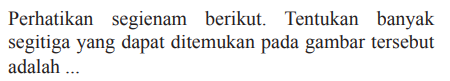 Perhatikan segienam berikut. Tentukan banyak
segitiga yang dapat ditemukan pada gambar tersebut
adalah ...